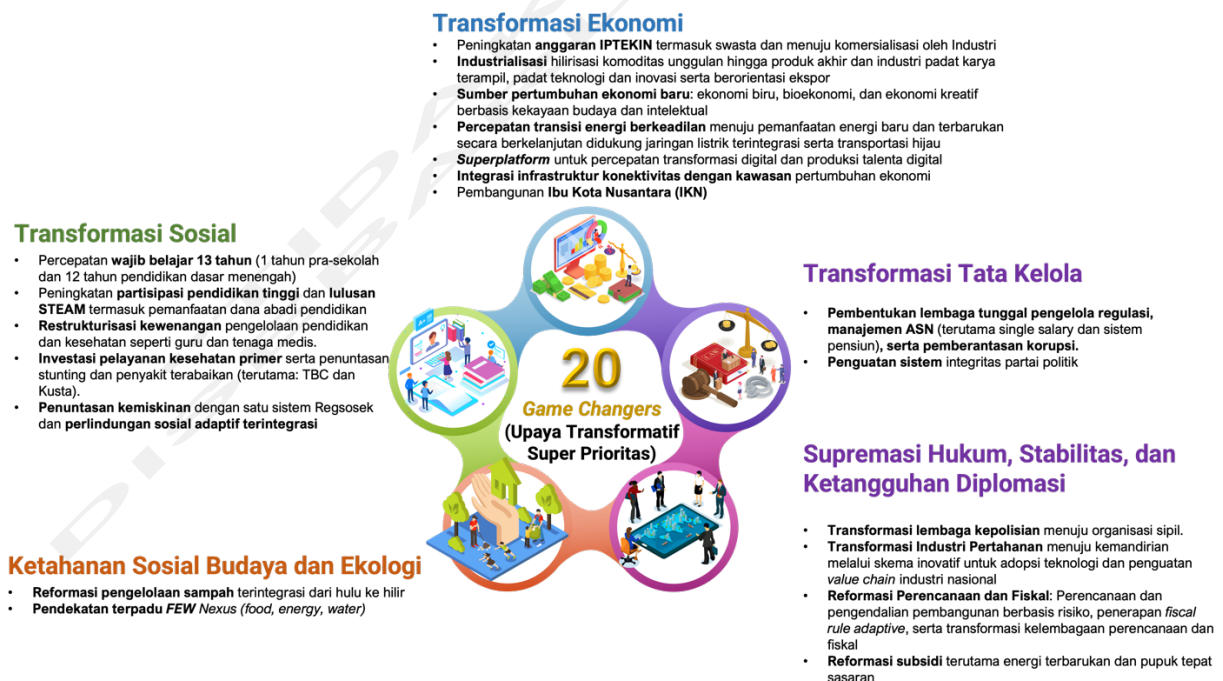 Transformasi Ekonomi
• Peningkatan anggaran IPTEKIN termasuk swasta dan menuju komersialisasi oleh Industri
• Industrialisasi hilirisasi komoditas unggulan hingga produk akhir dan industri padat karya
terampil, padat teknologi dan inovasi serta berorientasi ekspor
• Sumber pertumbuhan ekonomi baru: ekonomi biru, bioekonomi, dan ekonomi kreatif
berbasis kekayaan budaya dan intelektual
• Percepatan transisi energi berkeadilan menuju pemanfaatan energi baru dan terbarukan
secara berkelanjutan didukung jaringan listrik terintegrasi serta transportasi hijau
• Superplatform untuk percepatan transformasi digital dan produksi talenta digital
• Integrasi infrastruktur konektivitas dengan kawasan pertumbuhan ekonomi
• Pembangunan Ibu Kota Nusantara (IKN)
Transformasi Sosial
• Percepatan wajib belajar 13 tahun (1 tahun pra-sekolah
dan 12 tahun pendidikan dasar menengah)
• Peningkatan partisipasi pendidikan tinggi dan lulusan
STEAM termasuk pemanfaatan dana abadi pendidikan
• Restrukturisasi kewenangan pengelolaan pendidikan
dan kesehatan seperti guru dan tenaga medis.
• Investasi pelayanan kesehatan primer serta penuntasan
stunting dan penyakit terabaikan (terutama: TBC dan
Kusta).
• Penuntasan kemiskinan dengan satu sistem Regsosek
dan perlindungan sosial adaptif terintegrasi
20
Game Changers
(Upaya Transformatif
Super Prioritas)
Transformasi Tata Kelola
• Pembentukan lembaga tunggal pengelola regulasi,
manajemen ASN (terutama single salary dan sistem
pensiun), serta pemberantasan korupsi.
• Penguatan sistem integritas partai politik
Supremasi Hukum, Stabilitas, dan
Ketangguhan Diplomasi
• Transformasi lembaga kepolisian menuju organisasi sipil.
• Transformasi Industri Pertahanan menuju kemandirian
melalui skema inovatif untuk adopsi teknologi dan penguatan
value chain industri nasional
• Reformasi Perencanaan dan Fiskal: Perencanaan dan
pengendalian pembangunan berbasis risiko, penerapan fiscal
rule adaptive, serta transformasi kelembagaan perencanaan dan
fiskal
• Reformasi subsidi terutama energi terbarukan dan pupuk tepat
sasaran
Ketahanan Sosial Budaya dan Ekologi
• Reformasi pengelolaan sampah terintegrasi dari hulu ke hilir
• Pendekatan terpadu FEW Nexus (food, energy, water)